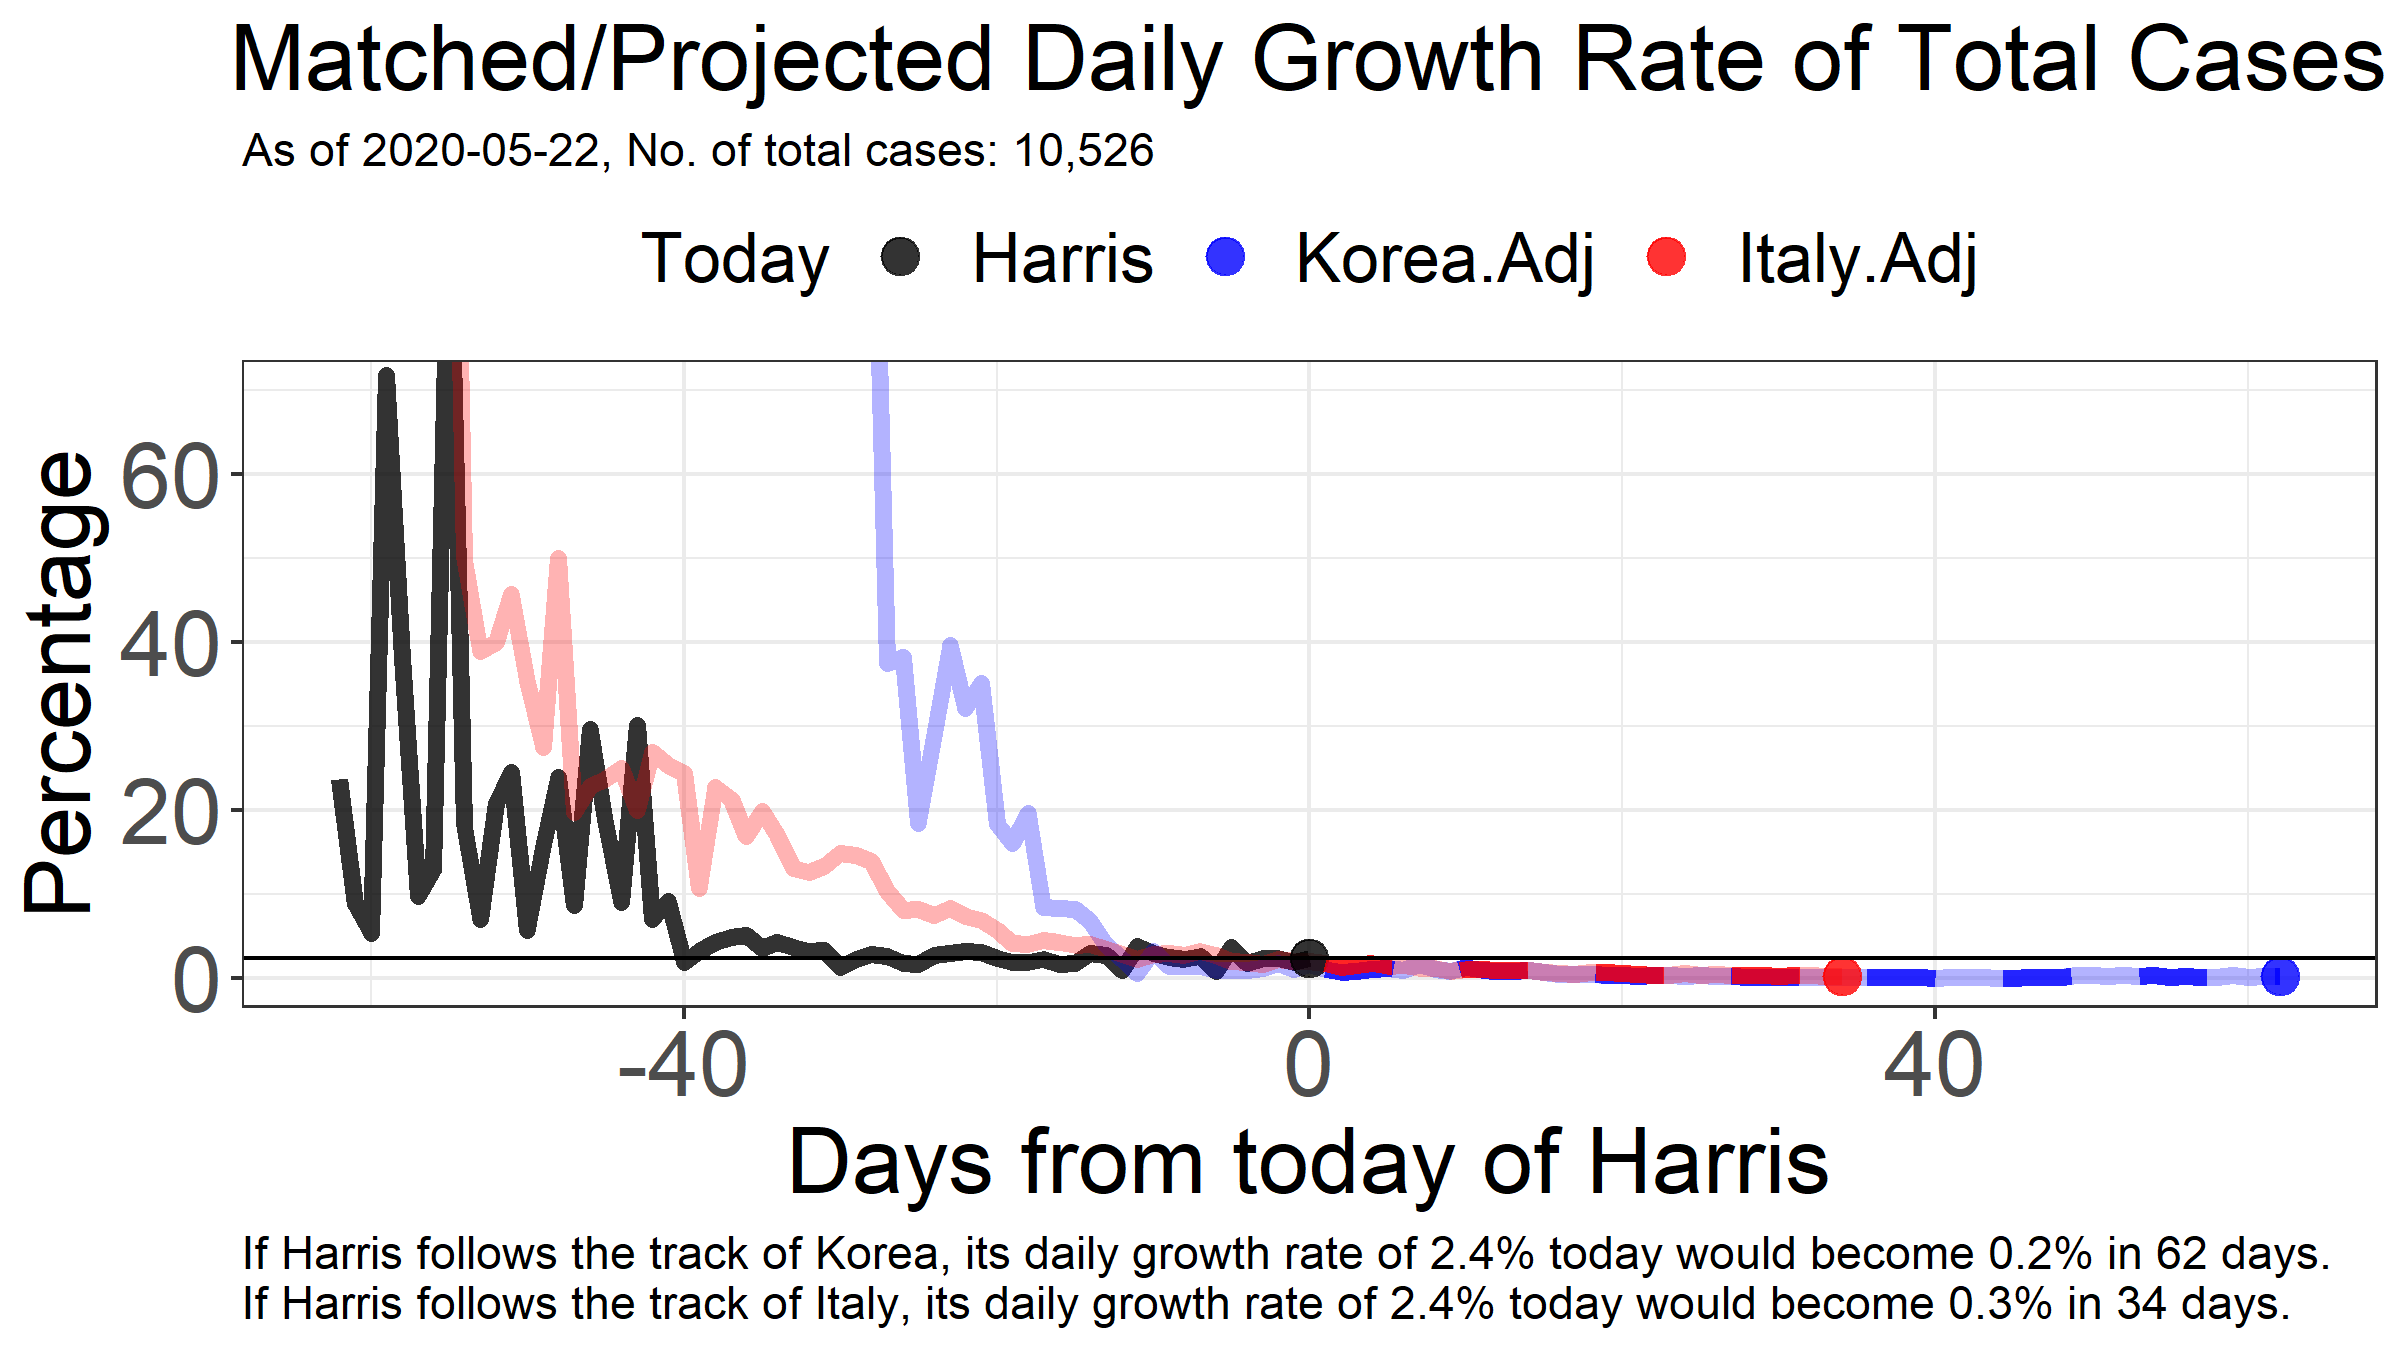 Matched/Projected Daily Growth Rate of Total Cases
As of 2020-05-22, No. of total cases: 10,526
Today Harris Korea.Adj Italy.Adj
Percentage
60
40
20
0
-40 0 40
Days from today of Harris
If Harris follows the track of Korea, its daily growth rate of 2.4% today would become 0.2% in 62 days.
If Harris follows the track of Italy, its daily growth rate of 2.4% today would become 0.3% in 34 days.